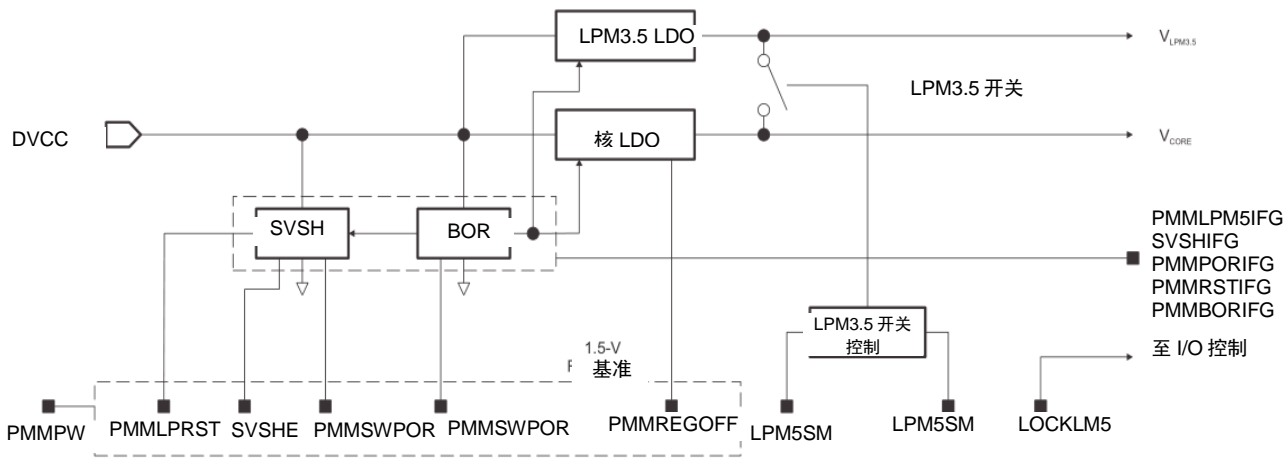 LPM3.5 LDO
VLPM3.5
LPM3.5 开关
DVCC
核 LDO
VCORE
SVSH
BOR
PMMLPM5IFG
SVSHIFG
PMMPORIFG
PMMRSTIFG
PMMBORIFG
LPM3.5 开关
控制
至 I/O 控制
1.5-V
基准
PMMPW
PMMLPRST
SVSHE
PMMSWPOR
PMMSWPOR
PMMREGOFF
LPM5SM
LPM5SM
LOCKLM5